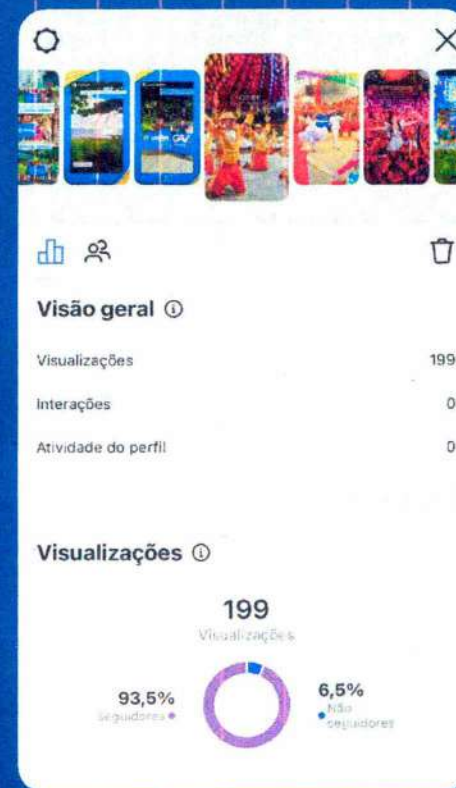 Visão geral
Visualizações 199
Interações 0
Atividade do perfil 0
Visualizações
199
Visualizações
93,5%
seguidores
6,5%
Não
seguidores